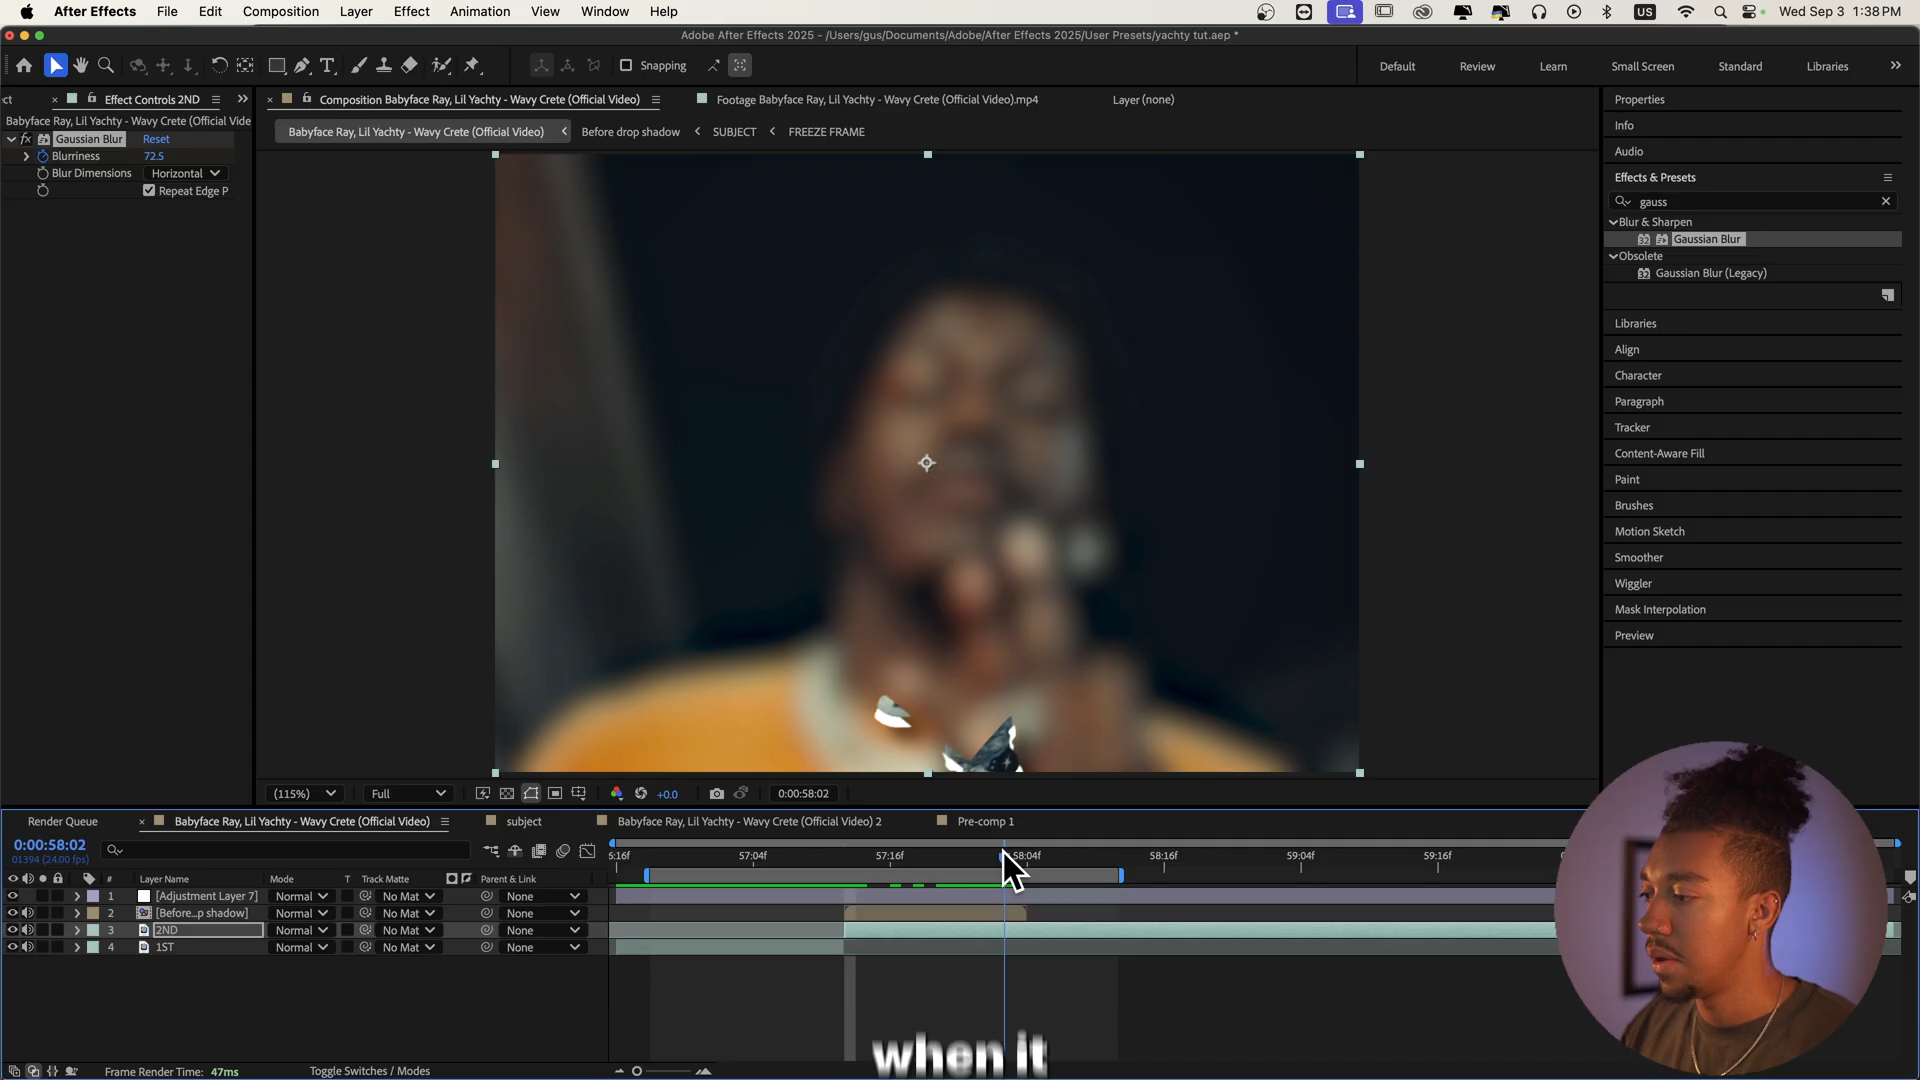 After Effects File Edit Composition Layer Effect Animation View Window Help US Wed Sep 3 1:38 PM
Adobe After Effects 2025 - /Users/gus/Documents/Adobe/After Effects 2025/User Presets/yachty tut.aep *
Snapping Default Review Learn Small Screen Standard Libraries
ct Effect Controls 2ND
Composition Babyface Ray, Lil Yachty - Wavy Crete (Official Video) Footage Babyface Ray, Lil Yachty - Wavy Crete (Official Video).mp4 Layer (none)
Babyface Ray, Lil Yachty - Wavy Crete (Official Vide
Babyface Ray, Lil Yachty - Wavy Crete (Official Video) Before drop shadow SUBJECT FREEZE FRAME
fx Gaussian Blur Reset
Blurriness 72.5
Blur Dimensions Horizontal
Repeat Edge P
Properties
Info
Audio
Effects & Presets
gauss
Blur & Sharpen
32 Gaussian Blur
Obsolete
32 Gaussian Blur (Legacy)
Libraries
Align
Character
Paragraph
Tracker
Content-Aware Fill
Paint
Brushes
Motion Sketch
Smoother
Wiggler
Mask Interpolation
Preview
(115%) Full +0.0 0:00:58:02
Render Queue Babyface Ray, Lil Yachty - Wavy Crete (Official Video) subject Babyface Ray, Lil Yachty - Wavy Crete (Official Video) 2 Pre-comp 1
0:00:58:02
01394 (24.00 fps)
5:16f 57:04f 57:16f 58:04f 58:16f 59:04f 59:16f
# Layer Name Mode T Track Matte Parent & Link
1 [Adjustment Layer 7] Normal No Mat None
2 [Before...p shadow] Normal No Mat None
3 2ND Normal No Mat None
4 1ST Normal No Mat None
when it
Frame Render Time: 47ms Toggle Switches / Modes